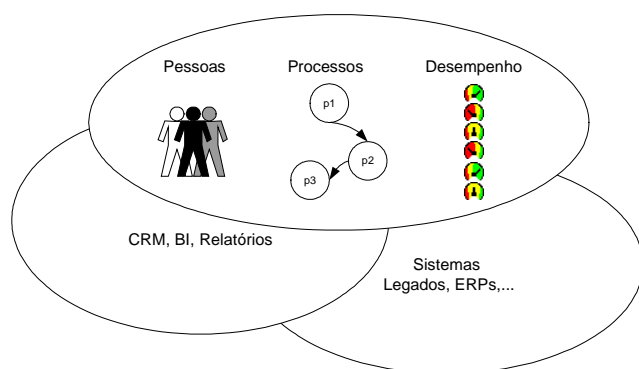 Pessoas Processos Desempenho
p1
p2
p3
CRM, BI, Relatórios
Sistemas
Legados, ERPs,...